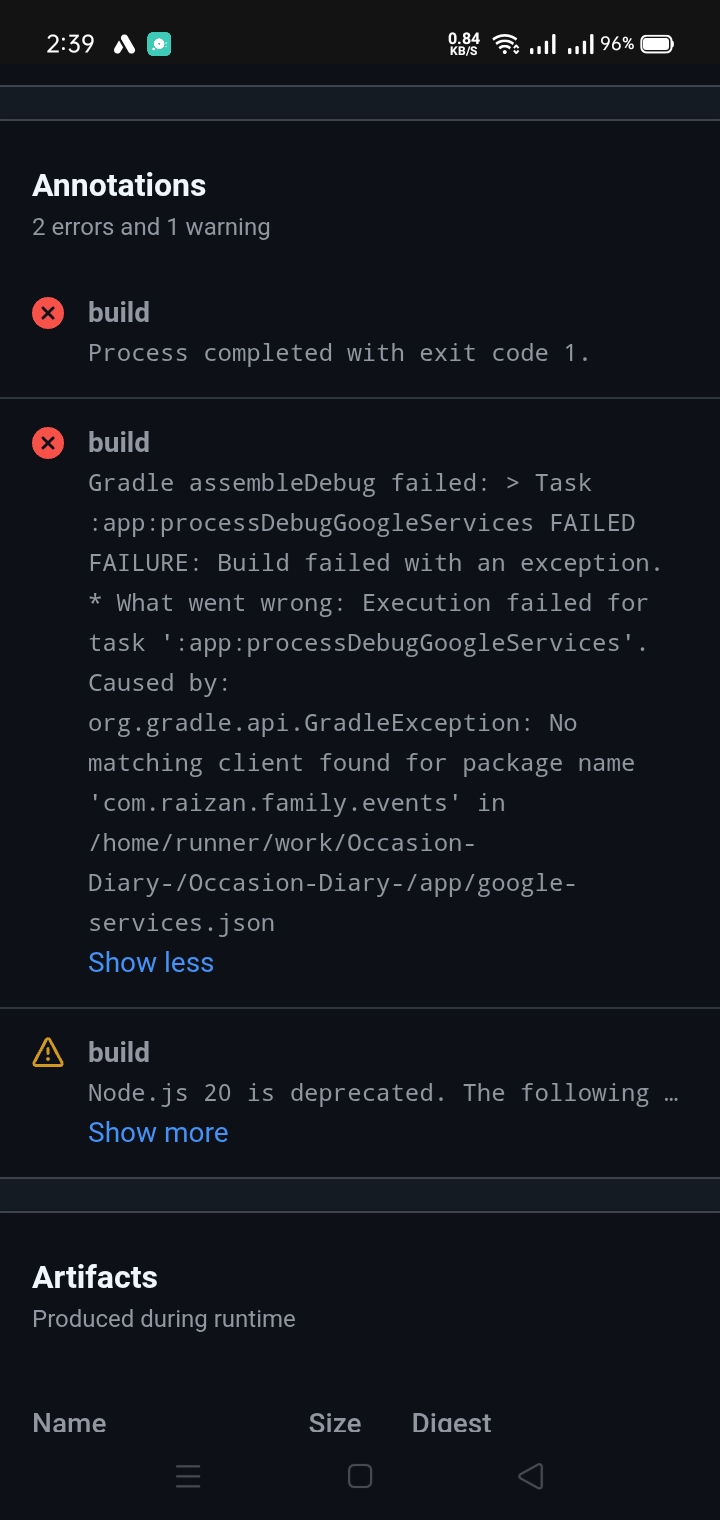 2:39
0.84
KB/S
96%
Annotations
2 errors and 1 warning
build
Process completed with exit code 1.
build
Gradle assembleDebug failed: > Task
:app:processDebugGoogleServices FAILED
FAILURE: Build failed with an exception.
* What went wrong: Execution failed for
task ':app:processDebugGoogleServices'.
Caused by:
org.gradle.api.GradleException: No
matching client found for package name
'com.raizan.family.events' in
/home/runner/work/Occasion-
Diary-/Occasion-Diary-/app/google-
services.json
Show less
build
Node.js 20 is deprecated. The following …
Show more
Artifacts
Produced during runtime
Name Size Digest